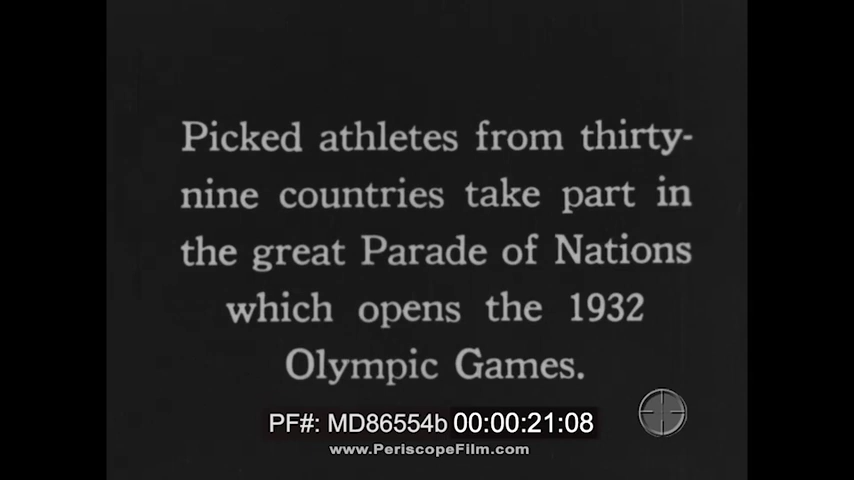 Picked athletes from thirty-
nine countries take part in
the great Parade of Nations
which opens the 1932
Olympic Games.
PF#: MD86554b 00:00:21:08
www.PeriscopeFilm.com